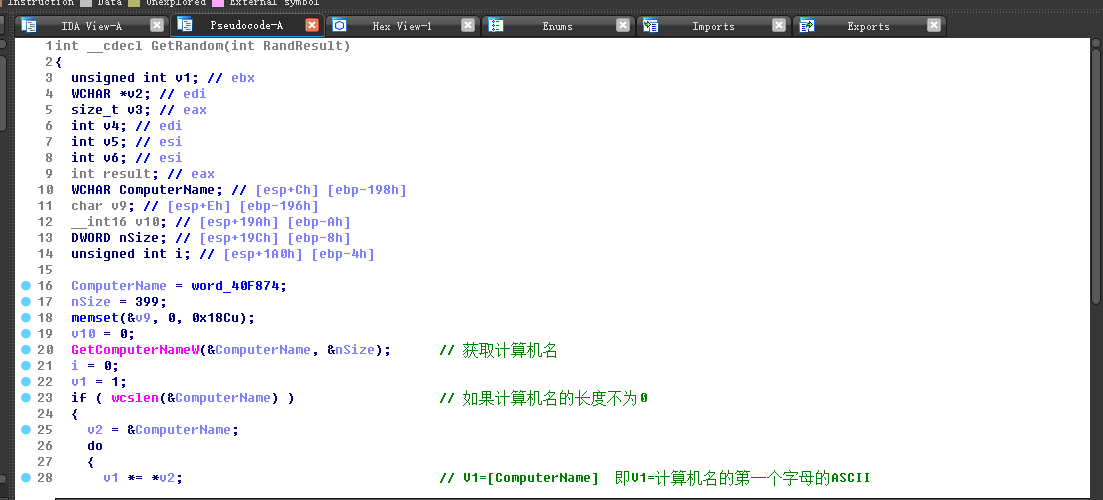 Instruction Data Unexplored External symbol
IDA View-A Pseudocode-A Hex View-1 Enums Imports Exports
1 int __cdecl GetRandom(int RandResult)
2 {
3 unsigned int v1; // ebx
4 WCHAR *v2; // edi
5 size_t v3; // eax
6 int v4; // edi
7 int v5; // esi
8 int v6; // esi
9 int result; // eax
10 WCHAR ComputerName; // [esp+Ch] [ebp-198h]
11 char v9; // [esp+Eh] [ebp-196h]
12 __int16 v10; // [esp+19Ah] [ebp-Ah]
13 DWORD nSize; // [esp+19Ch] [ebp-8h]
14 unsigned int i; // [esp+1A0h] [ebp-4h]
15
16 ComputerName = word_40F874;
17 nSize = 399;
18 memset(&v9, 0, 0x18Cu);
19 v10 = 0;
20 GetComputerNameW(&ComputerName, &nSize); // 获取计算机名
21 i = 0;
22 v1 = 1;
23 if ( wcslen(&ComputerName) ) // 如果计算机名的长度不为0
24 {
25 v2 = &ComputerName;
26 do
27 {
28 v1 *= *v2; // V1=[ComputerName] 即V1=计算机名的第一个字母的ASCII